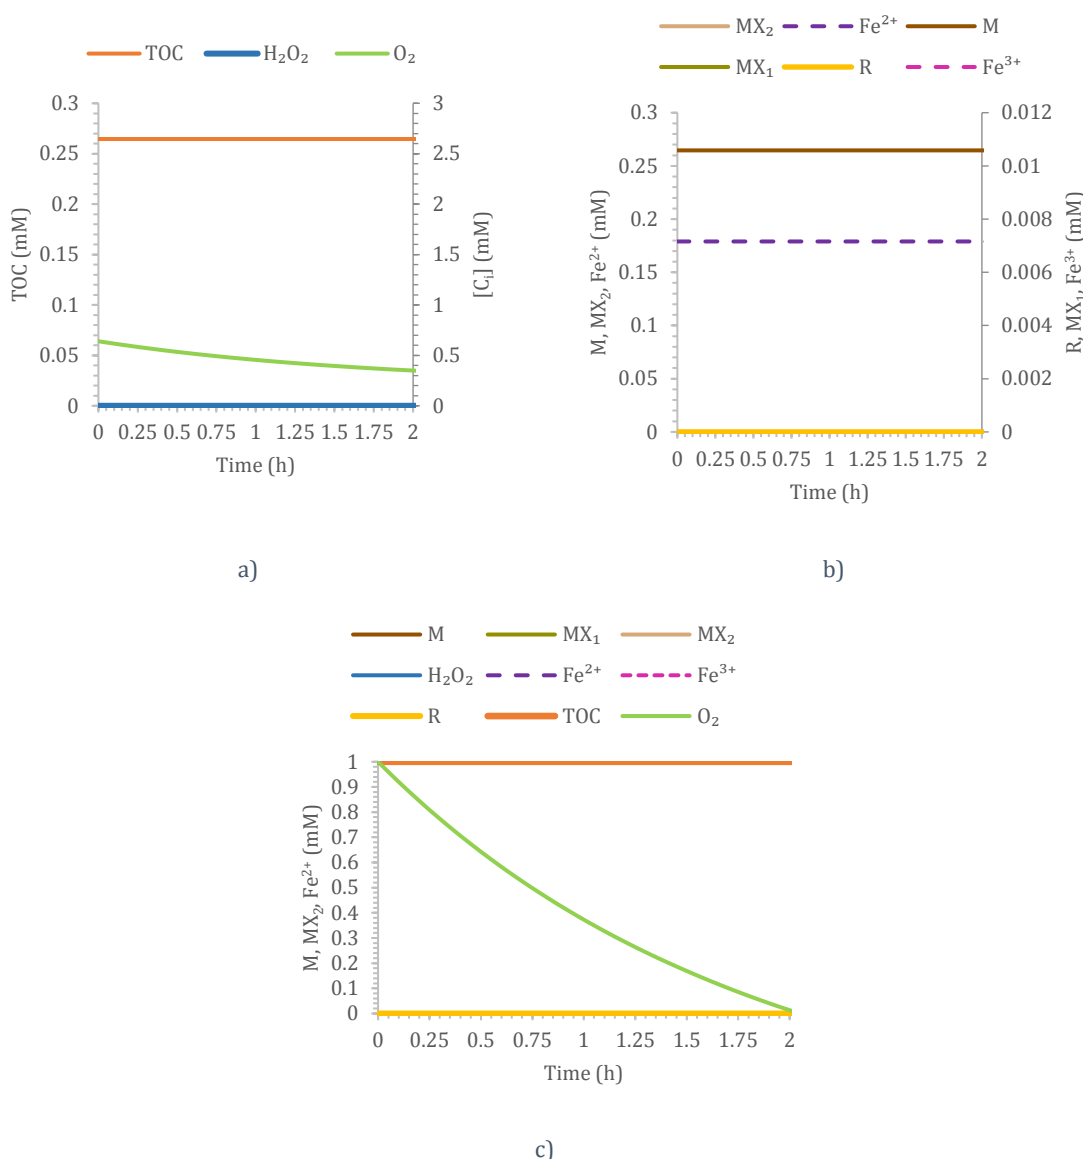 TOC H₂O₂ O₂
0.3 3
0.25 2.5
0.2 2
0.15 1.5
0.1 1
0.05 0.5
0 0
TOC (mM)
[Cᵢ] (mM)
0 0.25 0.5 0.75 1 1.25 1.5 1.75 2
Time (h)
a)
MX₂ Fe²⁺ M
MX₁ R Fe³⁺
0.3 0.012
0.25 0.01
0.2 0.008
0.15 0.006
0.1 0.004
0.05 0.002
0 0
M, MX₂, Fe²⁺ (mM)
R, MX₁, Fe³⁺ (mM)
0 0.25 0.5 0.75 1 1.25 1.5 1.75 2
Time (h)
b)
M MX₁ MX₂
H₂O₂ Fe²⁺ Fe³⁺
R TOC O₂
1
0.9
0.8
0.7
0.6
0.5
0.4
0.3
0.2
0.1
0
M, MX₂, Fe²⁺ (mM)
0 0.25 0.5 0.75 1 1.25 1.5 1.75 2
Time (h)
c)